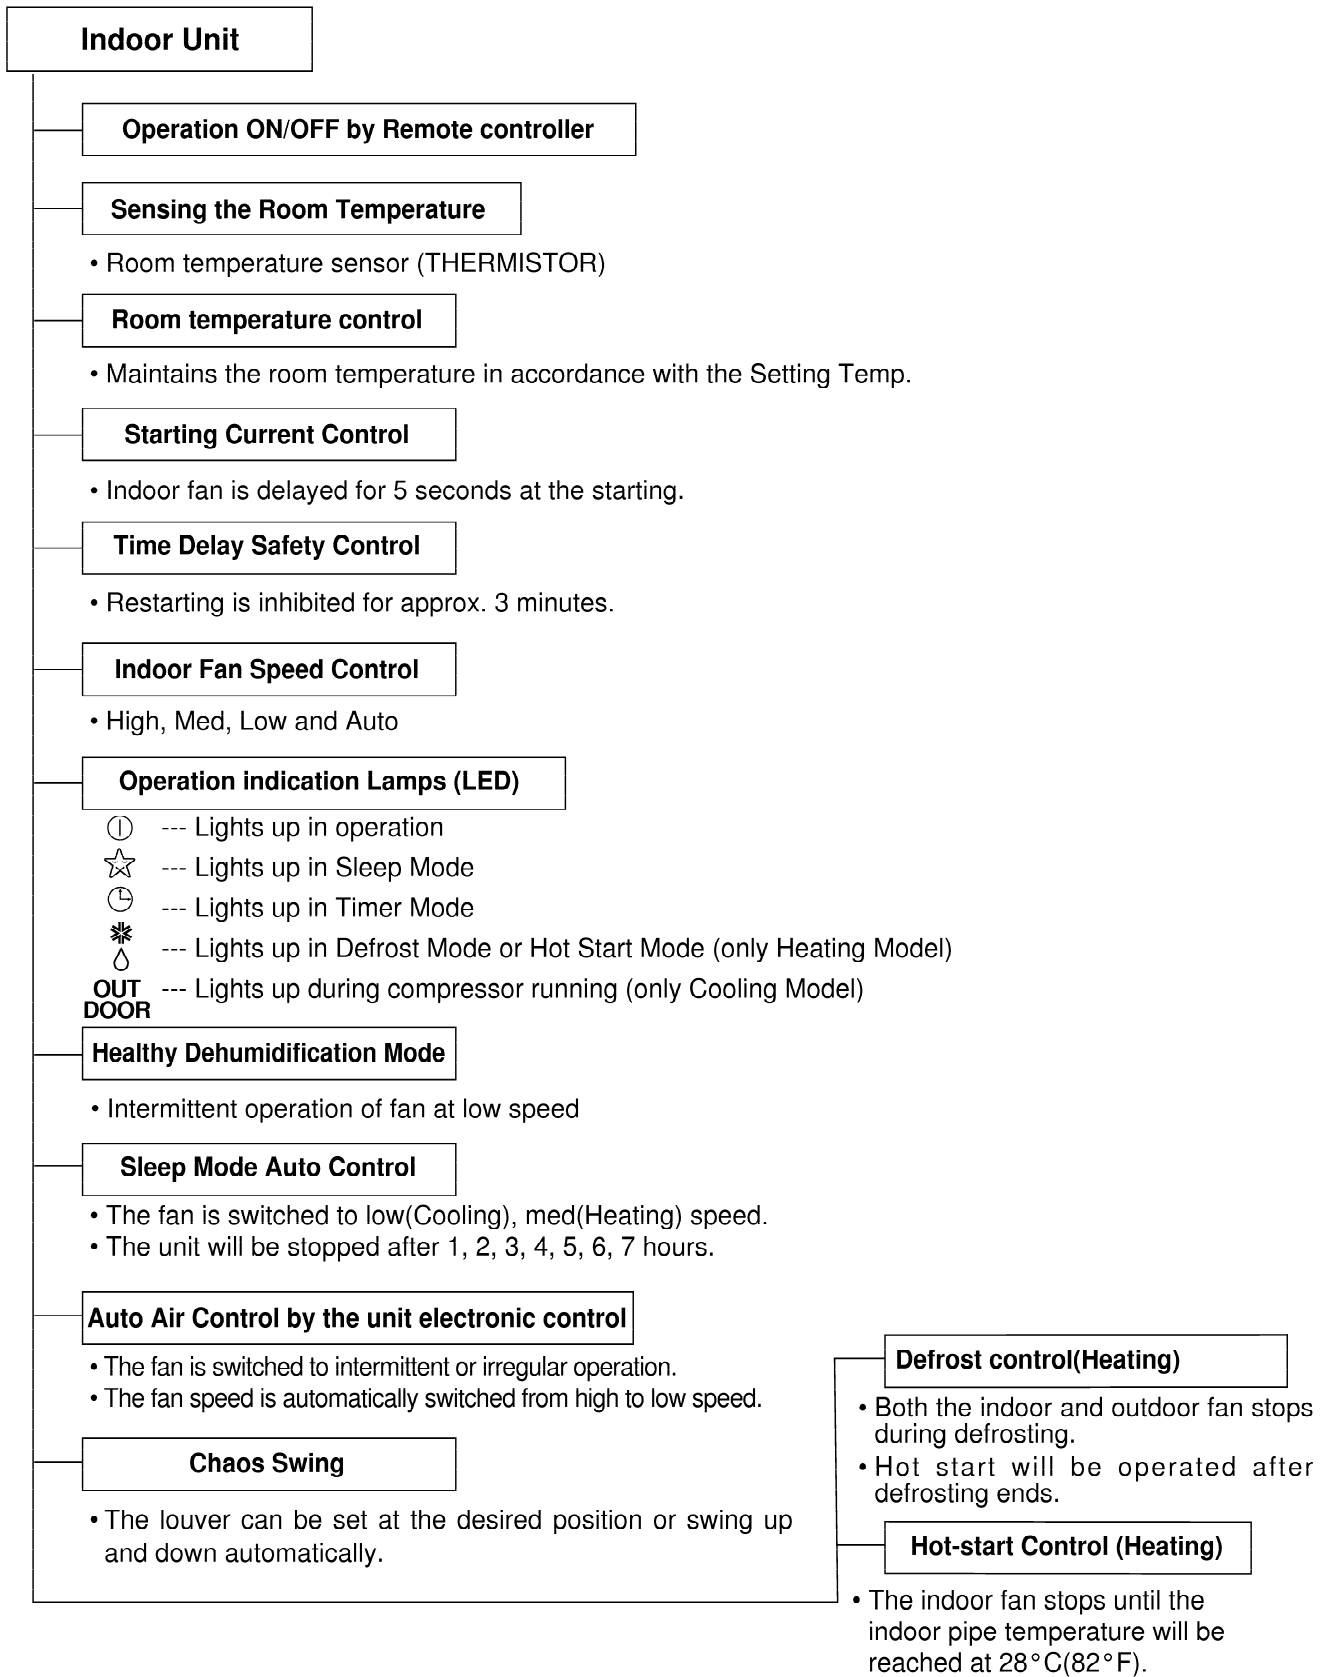 Indoor Unit
Operation ON/OFF by Remote controller
Sensing the Room Temperature
• Room temperature sensor (THERMISTOR)
Room temperature control
• Maintains the room temperature in accordance with the Setting Temp.
Starting Current Control
• Indoor fan is delayed for 5 seconds at the starting.
Time Delay Safety Control
• Restarting is inhibited for approx. 3 minutes.
Indoor Fan Speed Control
• High, Med, Low and Auto
Operation indication Lamps (LED)
--- Lights up in operation
--- Lights up in Sleep Mode
--- Lights up in Timer Mode
--- Lights up in Defrost Mode or Hot Start Mode (only Heating Model)
OUT DOOR --- Lights up during compressor running (only Cooling Model)
Healthy Dehumidification Mode
• Intermittent operation of fan at low speed
Sleep Mode Auto Control
• The fan is switched to low(Cooling), med(Heating) speed.
• The unit will be stopped after 1, 2, 3, 4, 5, 6, 7 hours.
Auto Air Control by the unit electronic control
• The fan is switched to intermittent or irregular operation.
• The fan speed is automatically switched from high to low speed.
Chaos Swing
• The louver can be set at the desired position or swing up
and down automatically.
Defrost control(Heating)
• Both the indoor and outdoor fan stops
during defrosting.
• Hot start will be operated after
defrosting ends.
Hot-start Control (Heating)
• The indoor fan stops until the
indoor pipe temperature will be
reached at 28°C(82°F).